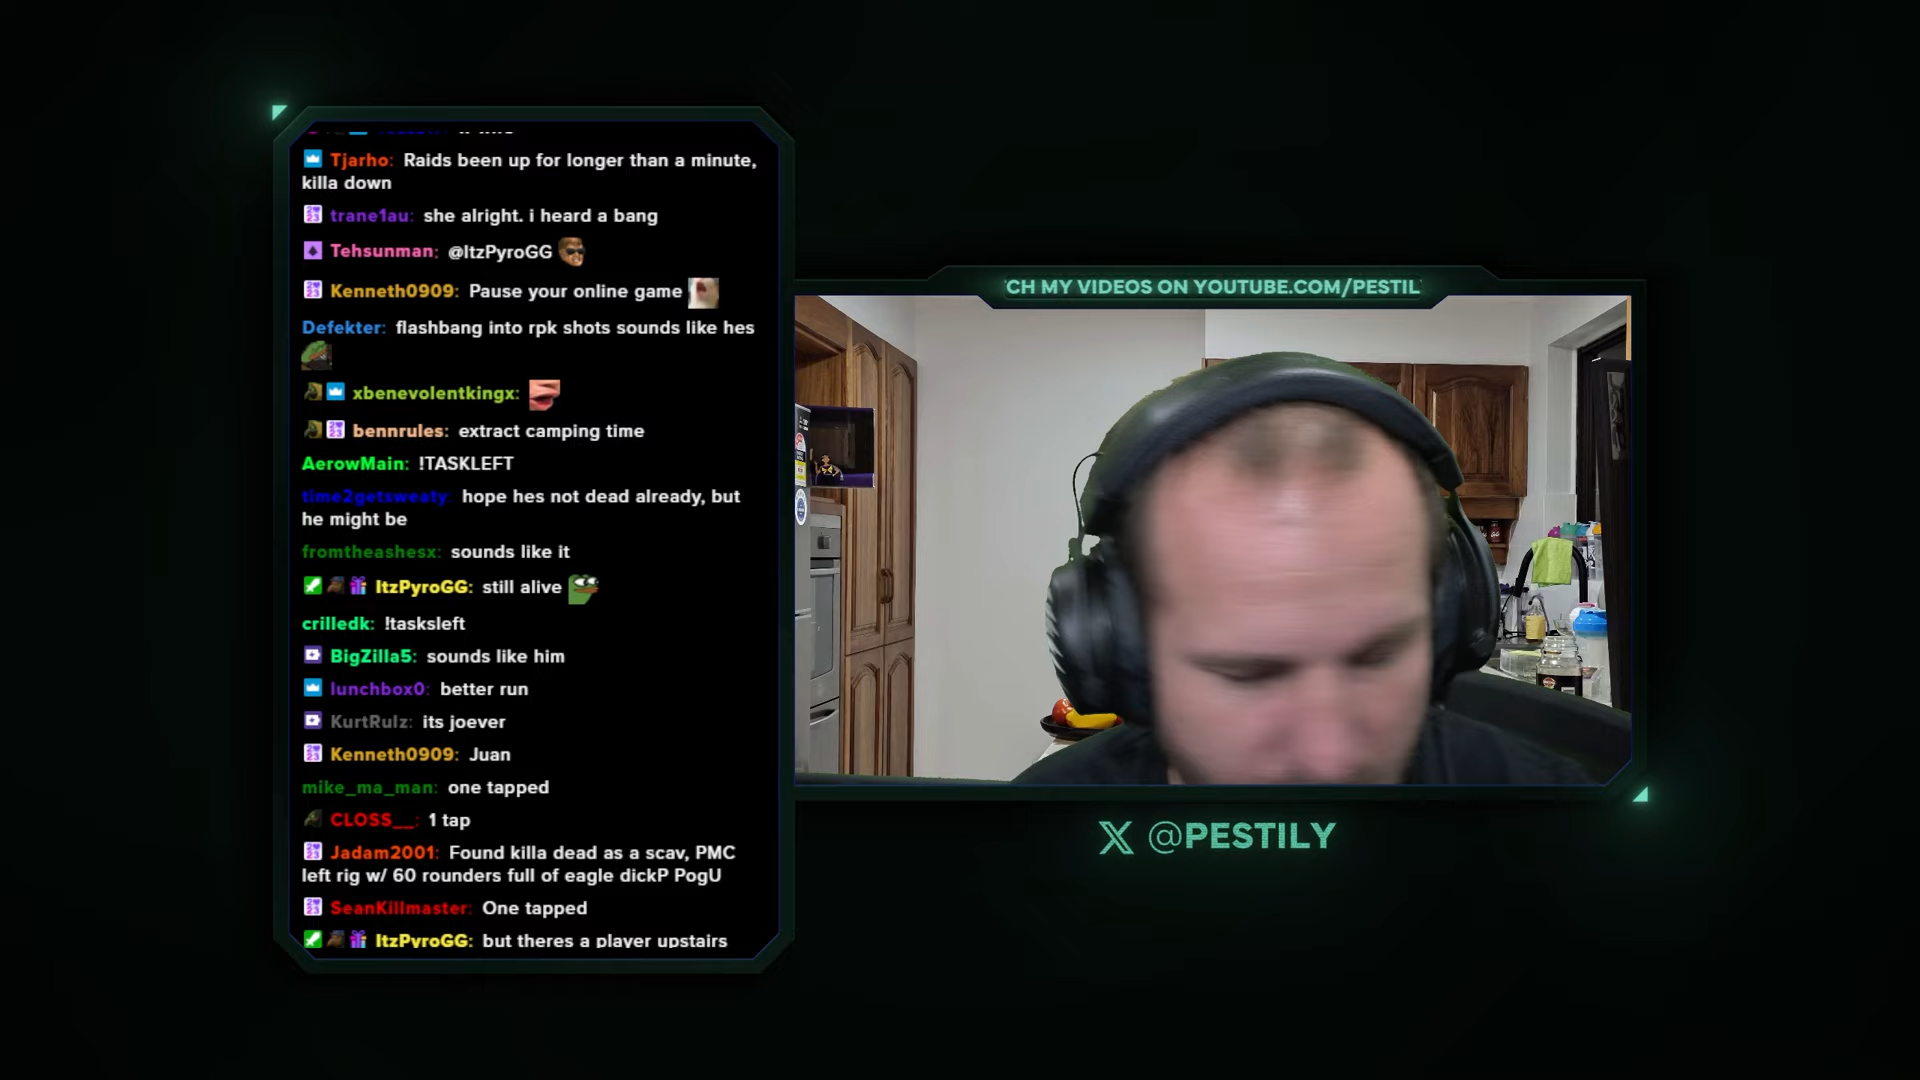 Tjarho: Raids been up for longer than a minute,
killa down
trane1au: she alright. i heard a bang
Tehsunman: @ItzPyroGG
Kenneth0909: Pause your online game
Defekter: flashbang into rpk shots sounds like hes
xbenevolentkingx:
bennrules: extract camping time
AerowMain: !TASKLEFT
time2getsweaty: hope hes not dead already, but
he might be
fromtheashesx: sounds like it
ItzPyroGG: still alive
crilledk: !tasksleft
BigZilla5: sounds like him
lunchbox0: better run
KurtRulz: its joever
Kenneth0909: Juan
mike_ma_man: one tapped
CLOSS__: 1 tap
Jadam2001: Found killa dead as a scav, PMC
left rig w/ 60 rounders full of eagle dickP PogU
SeanKillmaster: One tapped
ItzPyroGG: but theres a player upstairs
CH MY VIDEOS ON YOUTUBE.COM/PESTIL
X @PESTILY